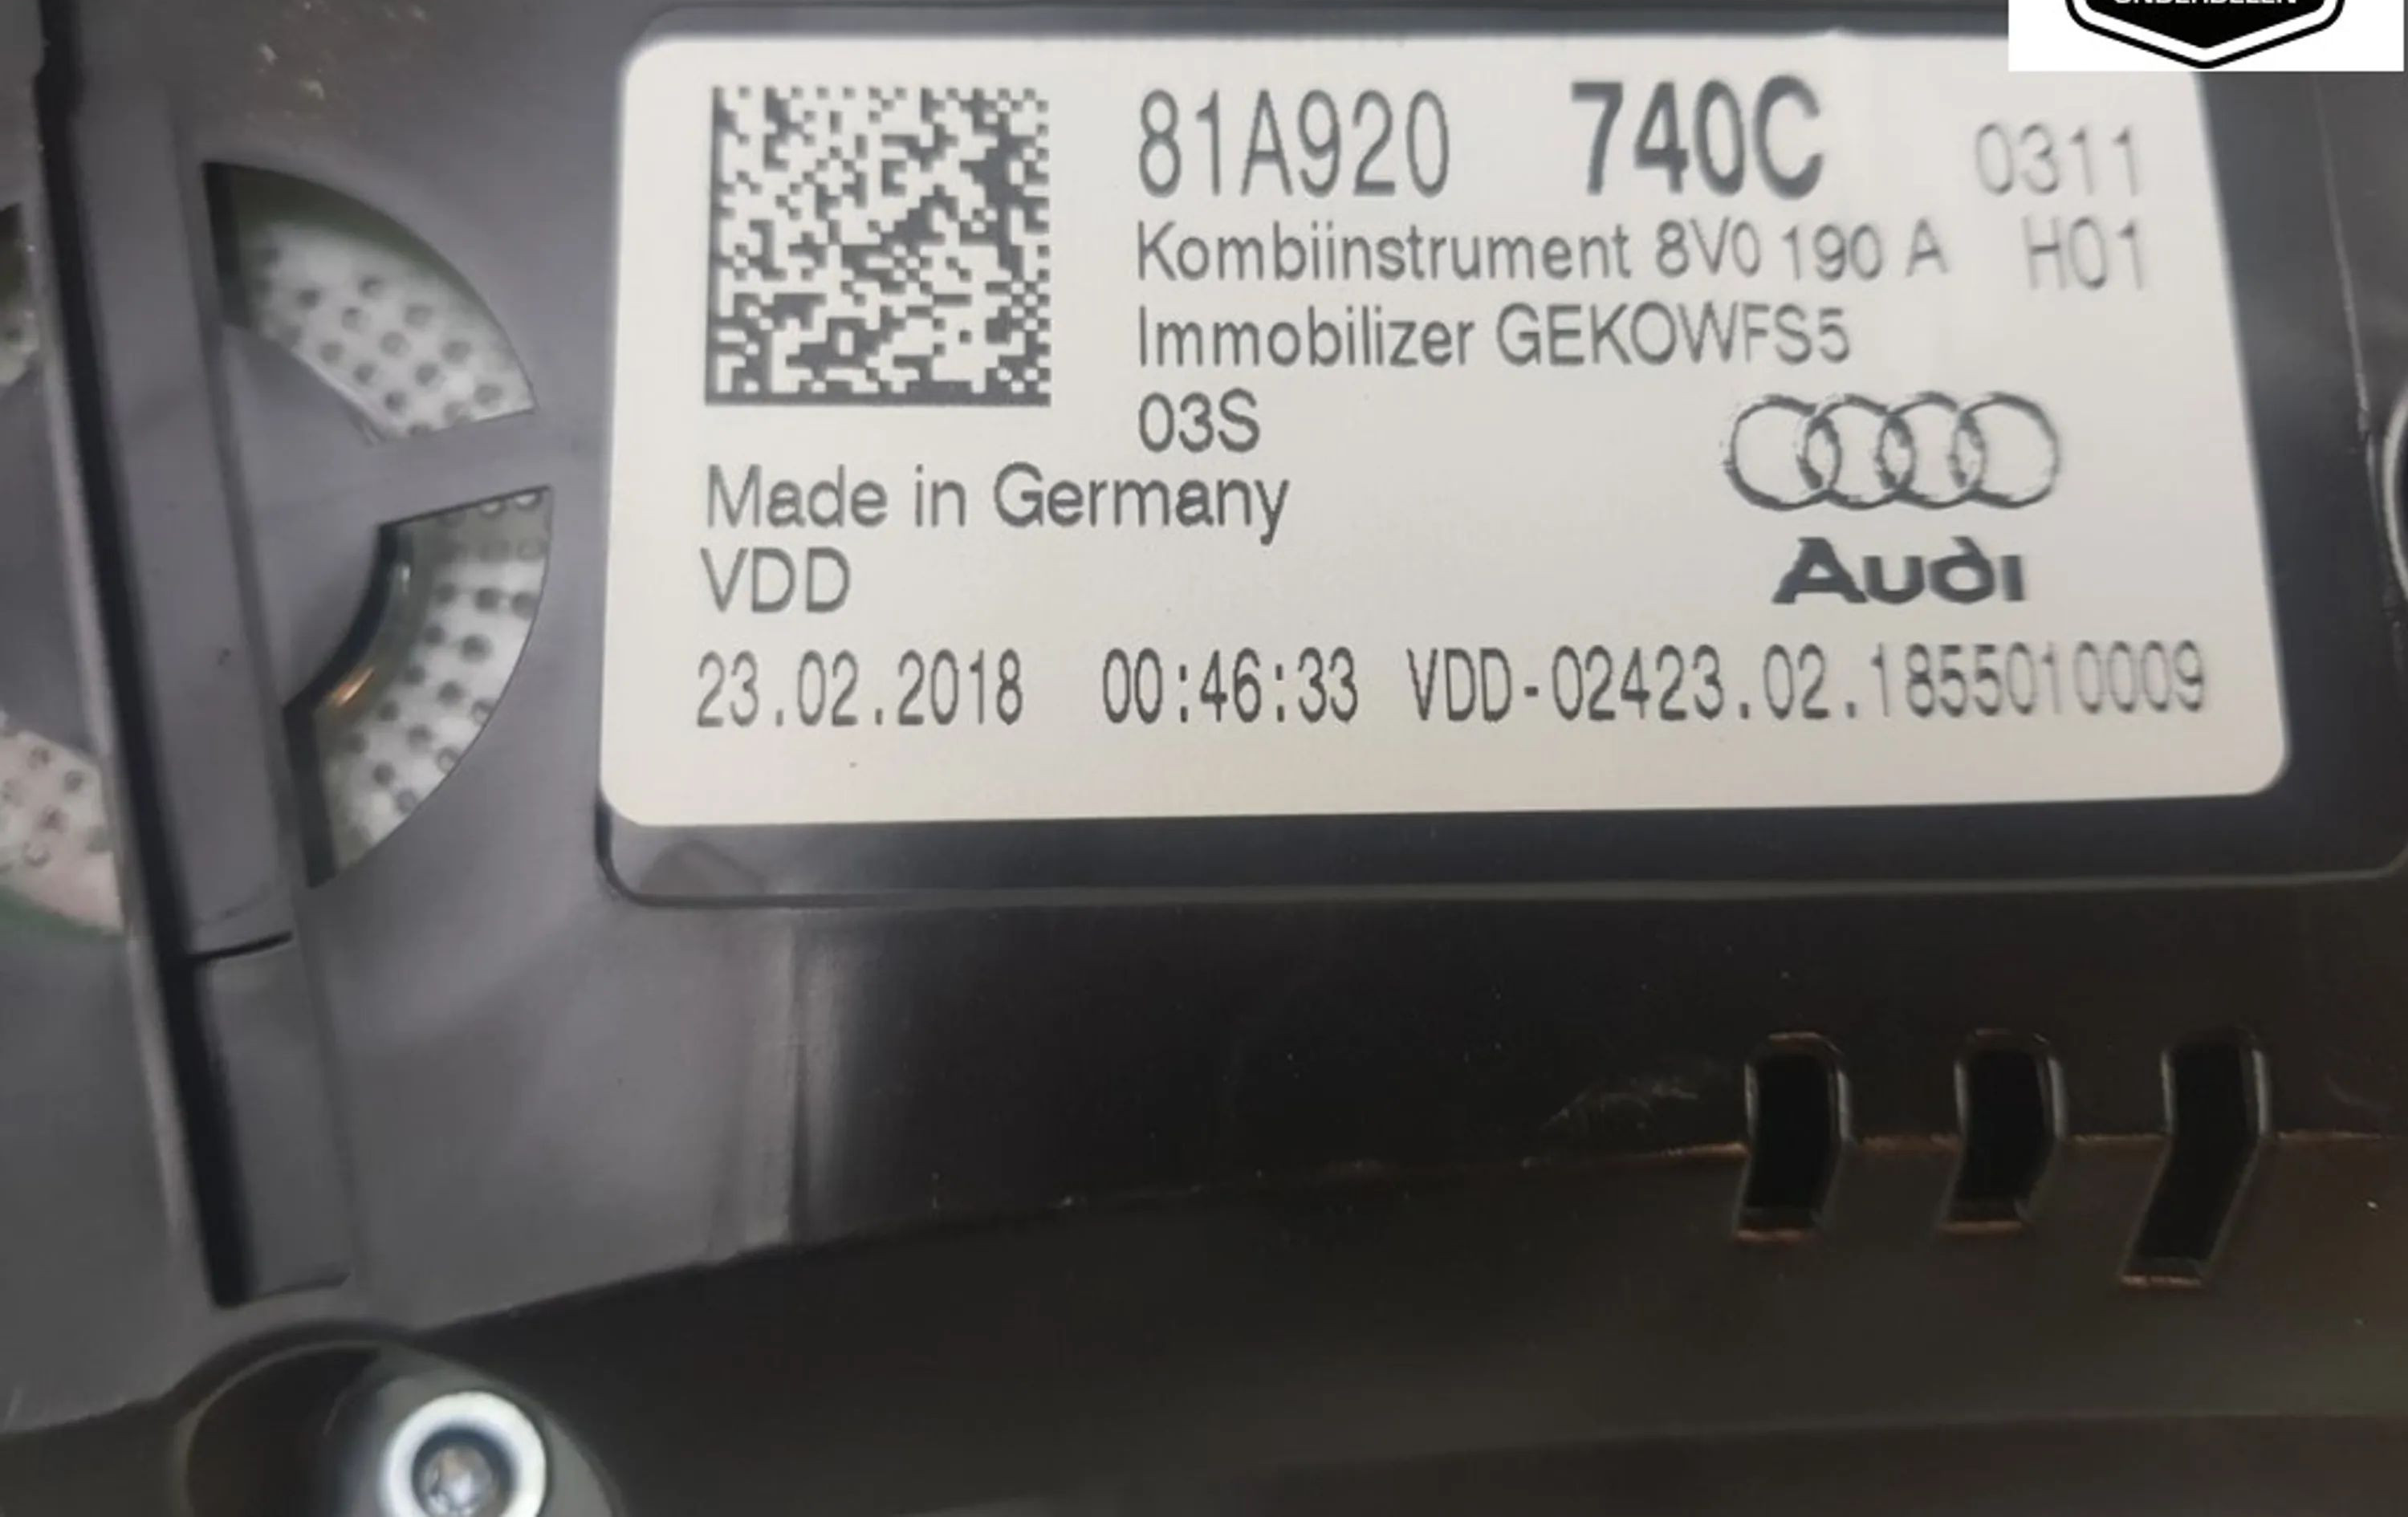 81A920 740C 0311
Kombiinstrument 8V0 190 A H01
Immobilizer GEKOWFS5
03S
Made in Germany
VDD
Audi
23.02.2018 00:46:33 VDD-02423.02.1855010009